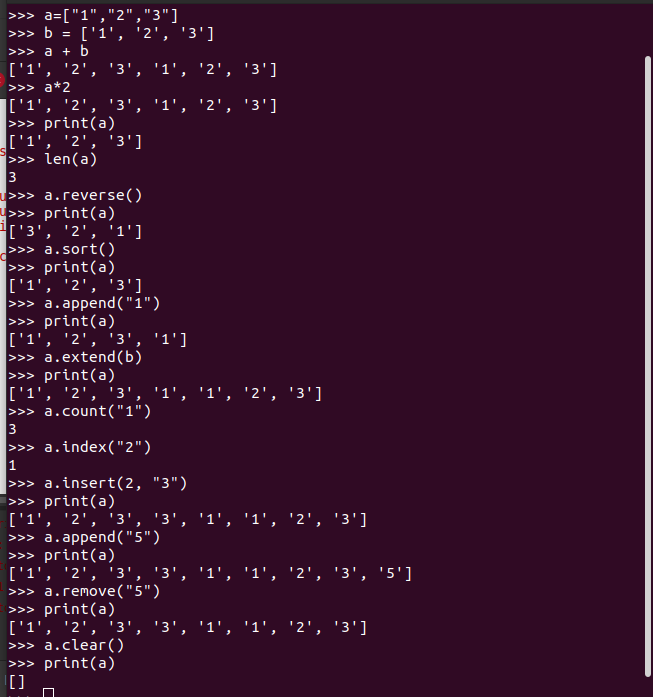 >>> a=["1","2","3"]
>>> b = ['1', '2', '3']
>>> a + b
['1', '2', '3', '1', '2', '3']
>>> a*2
['1', '2', '3', '1', '2', '3']
>>> print(a)
['1', '2', '3']
>>> len(a)
3
>>> a.reverse()
>>> print(a)
['3', '2', '1']
>>> a.sort()
>>> print(a)
['1', '2', '3']
>>> a.append("1")
>>> print(a)
['1', '2', '3', '1']
>>> a.extend(b)
>>> print(a)
['1', '2', '3', '1', '1', '2', '3']
>>> a.count("1")
3
>>> a.index("2")
1
>>> a.insert(2, "3")
>>> print(a)
['1', '2', '3', '3', '1', '1', '2', '3']
>>> a.append("5")
>>> print(a)
['1', '2', '3', '3', '1', '1', '2', '3', '5']
>>> a.remove("5")
>>> print(a)
['1', '2', '3', '3', '1', '1', '2', '3']
>>> a.clear()
>>> print(a)
[]
>>>